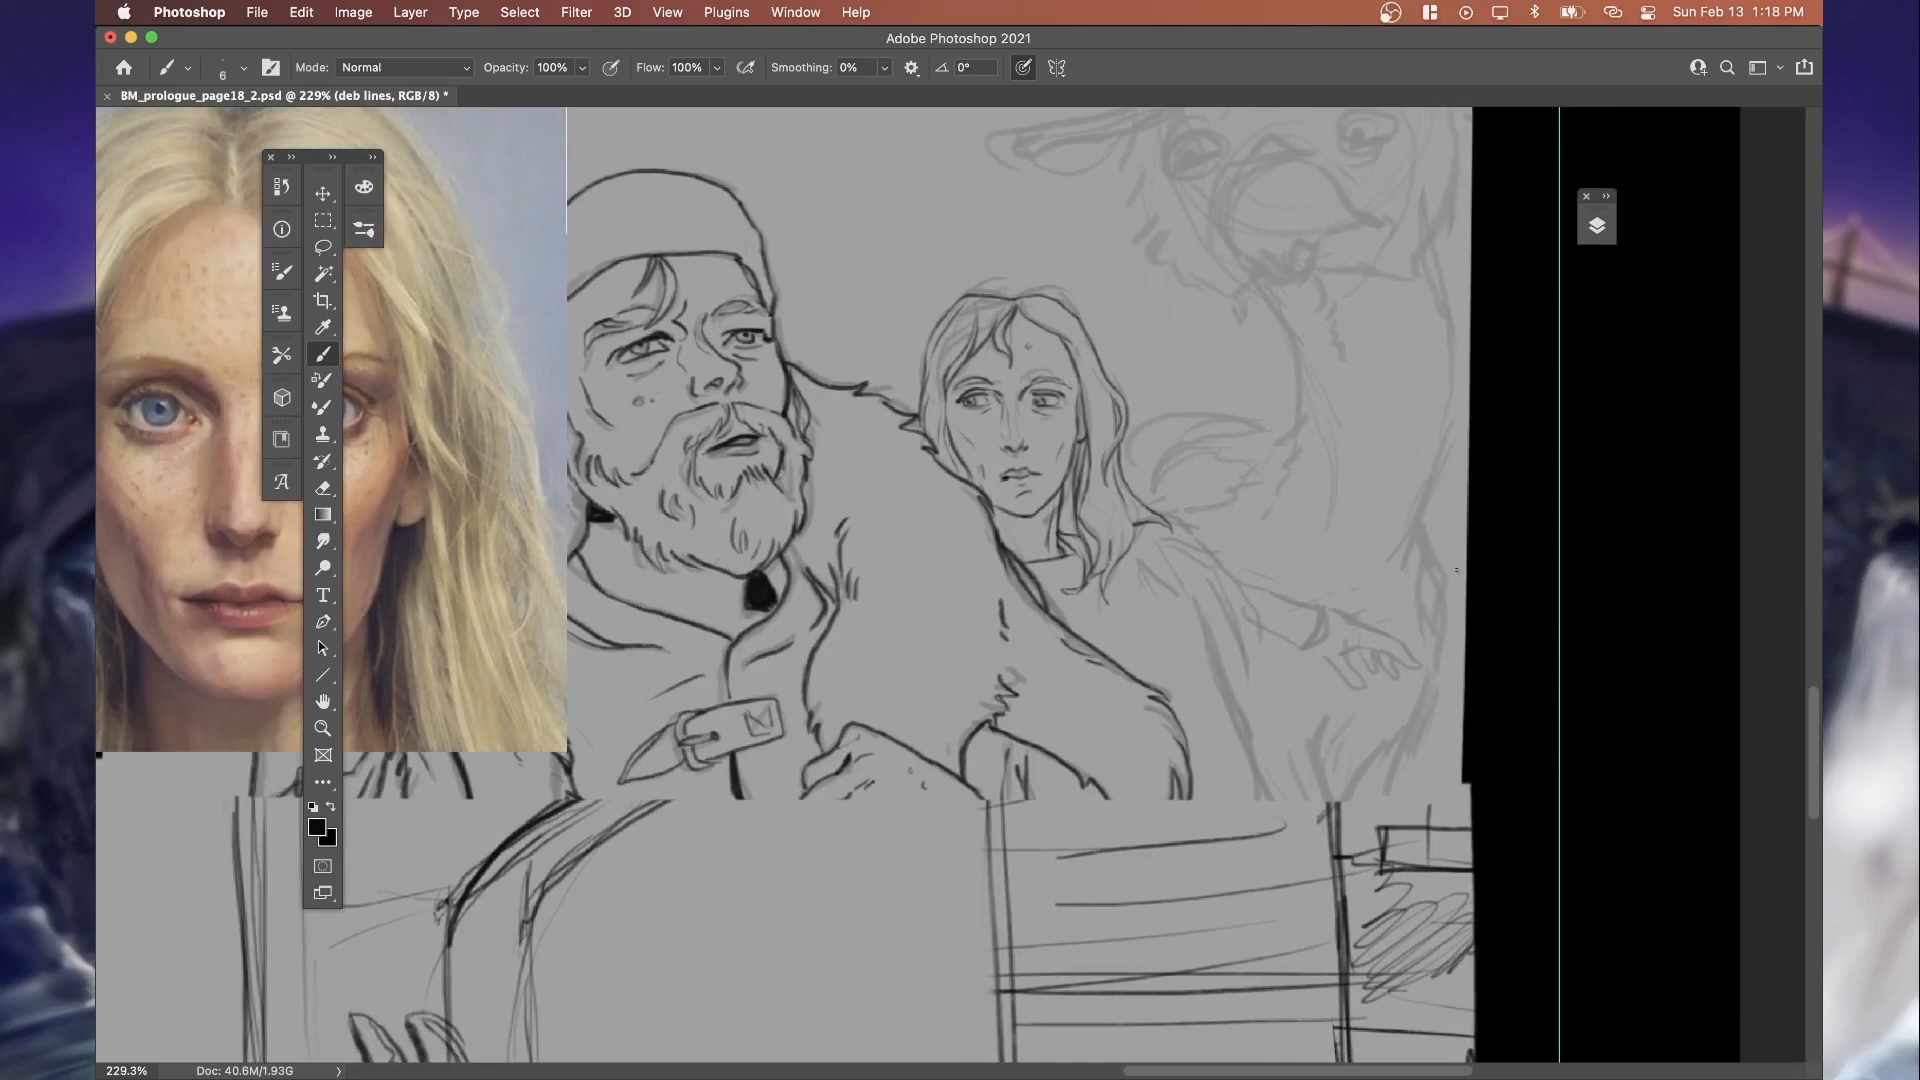 Photoshop File Edit Image Layer Type Select Filter 3D View Plugins Window Help Sun Feb 13 1:18 PM
Adobe Photoshop 2021
6 Mode: Normal Opacity: 100% Flow: 100% Smoothing: 0% 0°
BM_prologue_page18_2.psd @ 229% (deb lines, RGB/8) *
229.3% Doc: 40.6M/1.93G